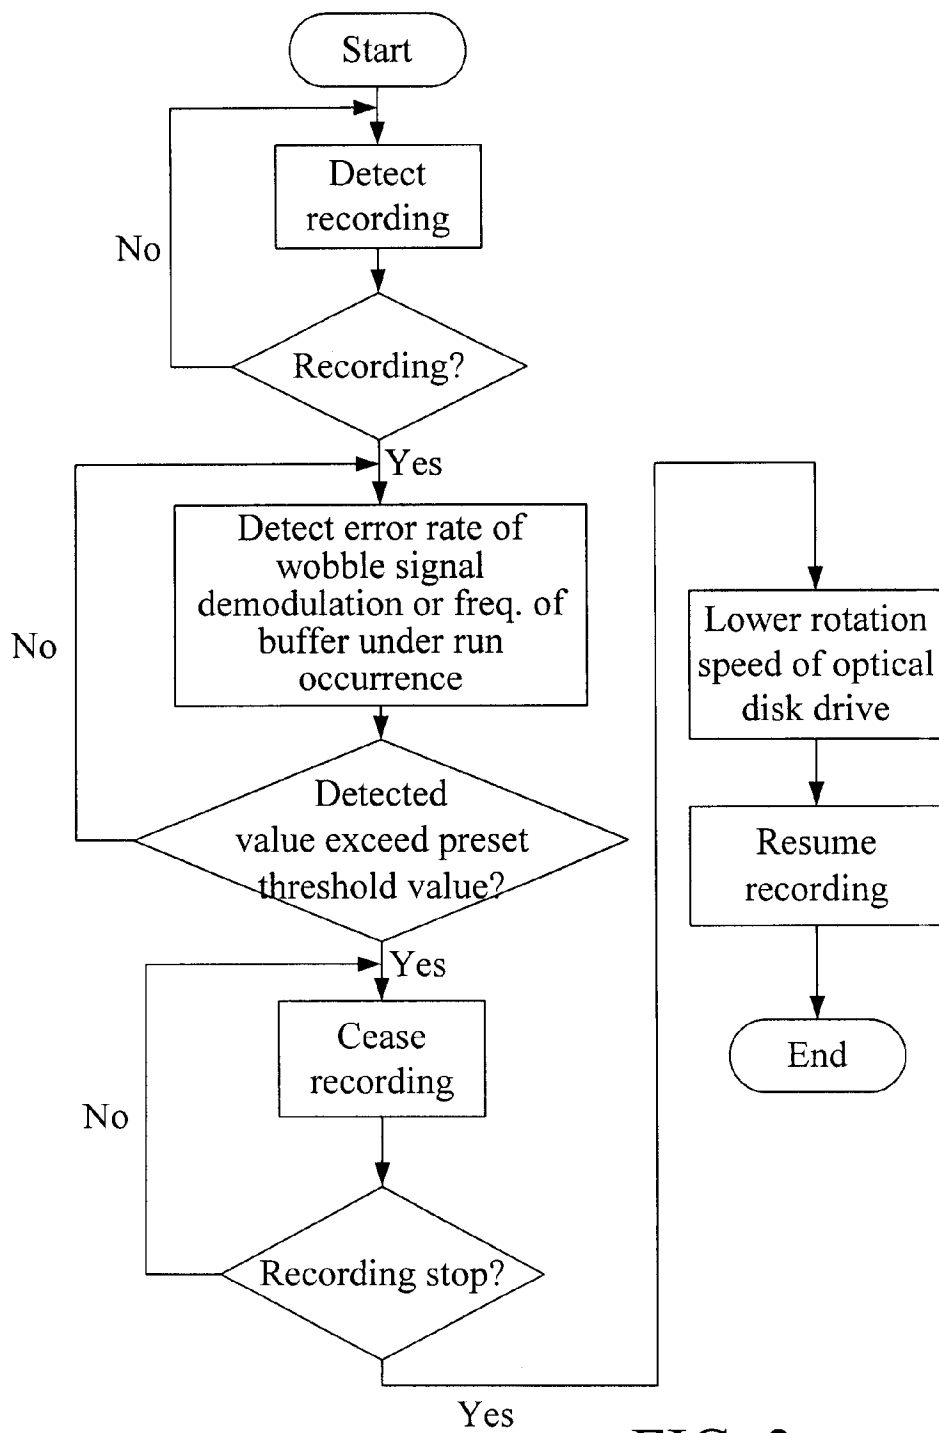 Start
Detect
recording
No
Recording?
Yes
Detect error rate of
wobble signal
demodulation or freq. of
buffer under run
occurrence
No
Detected
value exceed preset
threshold value?
Yes
Cease
recording
No
Recording stop?
Yes
Lower rotation
speed of optical
disk drive
Resume
recording
End